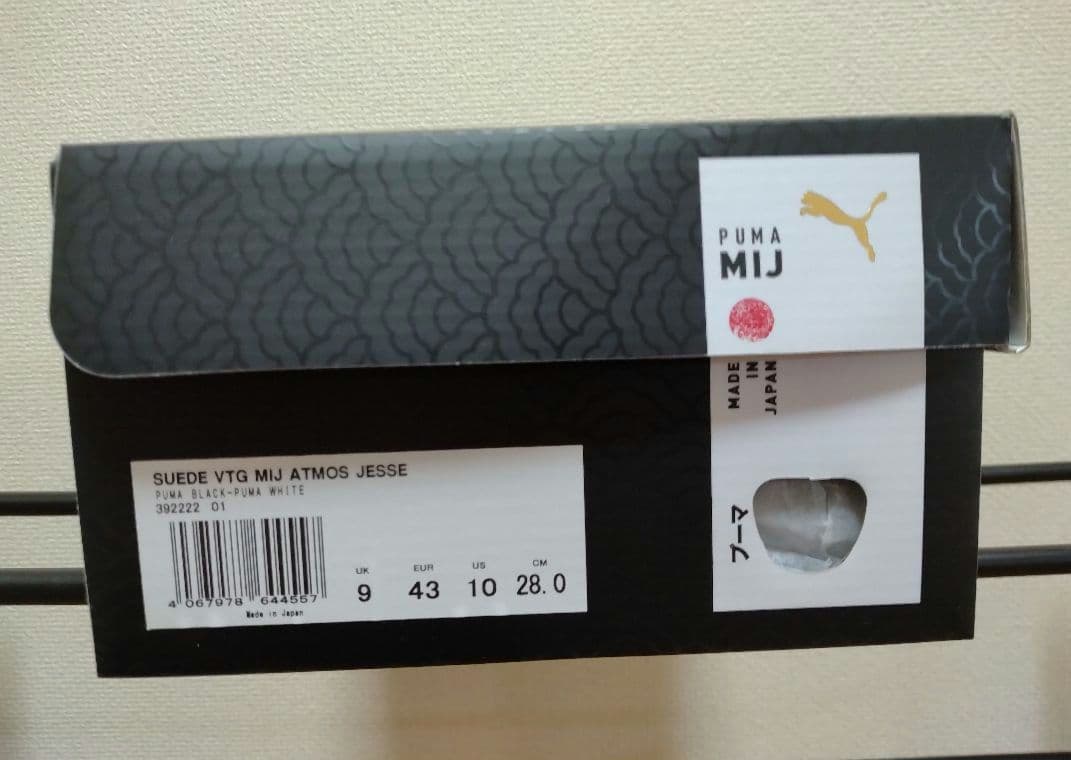 PUMA
MIJ
MADE
IN
JAPAN
プーマ
SUEDE VTG MIJ ATMOS JESSE
PUMA BLACK-PUMA WHITE
392222 01
4 067978 644557
Made in Japan
UK EUR US CM
9 43 10 28.0